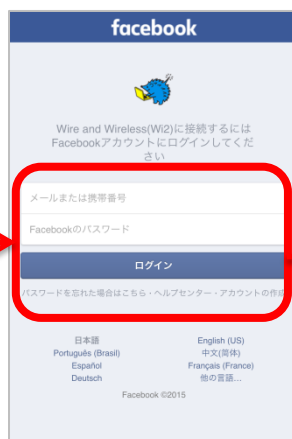 facebook
Wire and Wireless(Wi2)に接続するには
Facebookアカウントにログインしてくだ
さい
メールまたは携帯番号
Facebookのパスワード
ログイン
パスワードを忘れた場合はこちら・ヘルプセンター・アカウントの作成
日本語 English (US)
Português (Brasil) 中文(简体)
Español Français (France)
Deutsch 他の言語...
Facebook ©2015